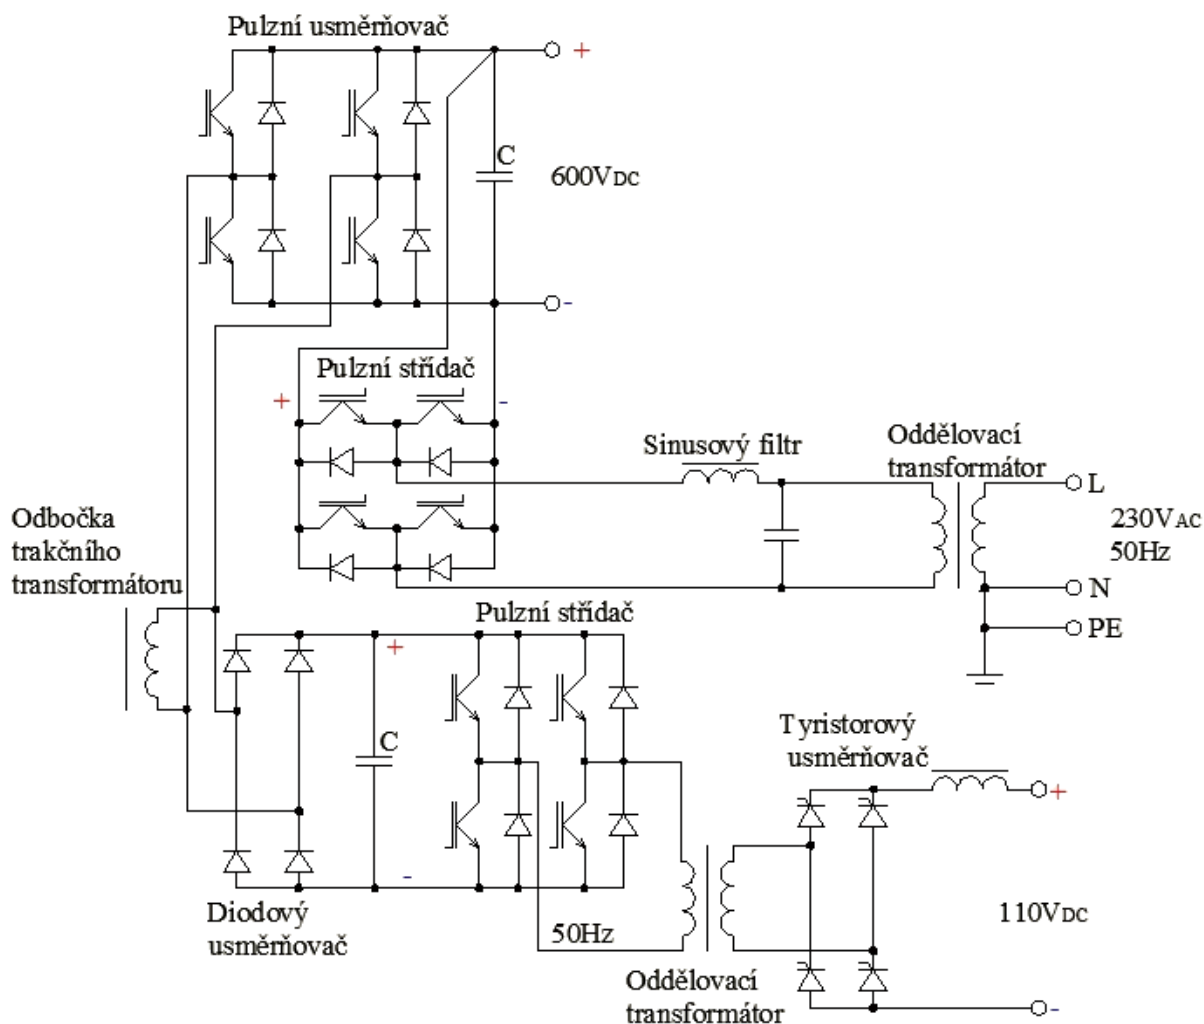 Pulzní usměrňovač
+
C
600VDC
-
Pulzní střídač
+
-
Sinusový filtr
Oddělovací
transformátor
L
230VAC
50Hz
N
PE
Odbočka
trakčního
transformátoru
Pulzní střídač
+
C
-
Diodový
usměrňovač
50Hz
Oddělovací
transformátor
Tyristorový
usměrňovač
+
110VDC
-